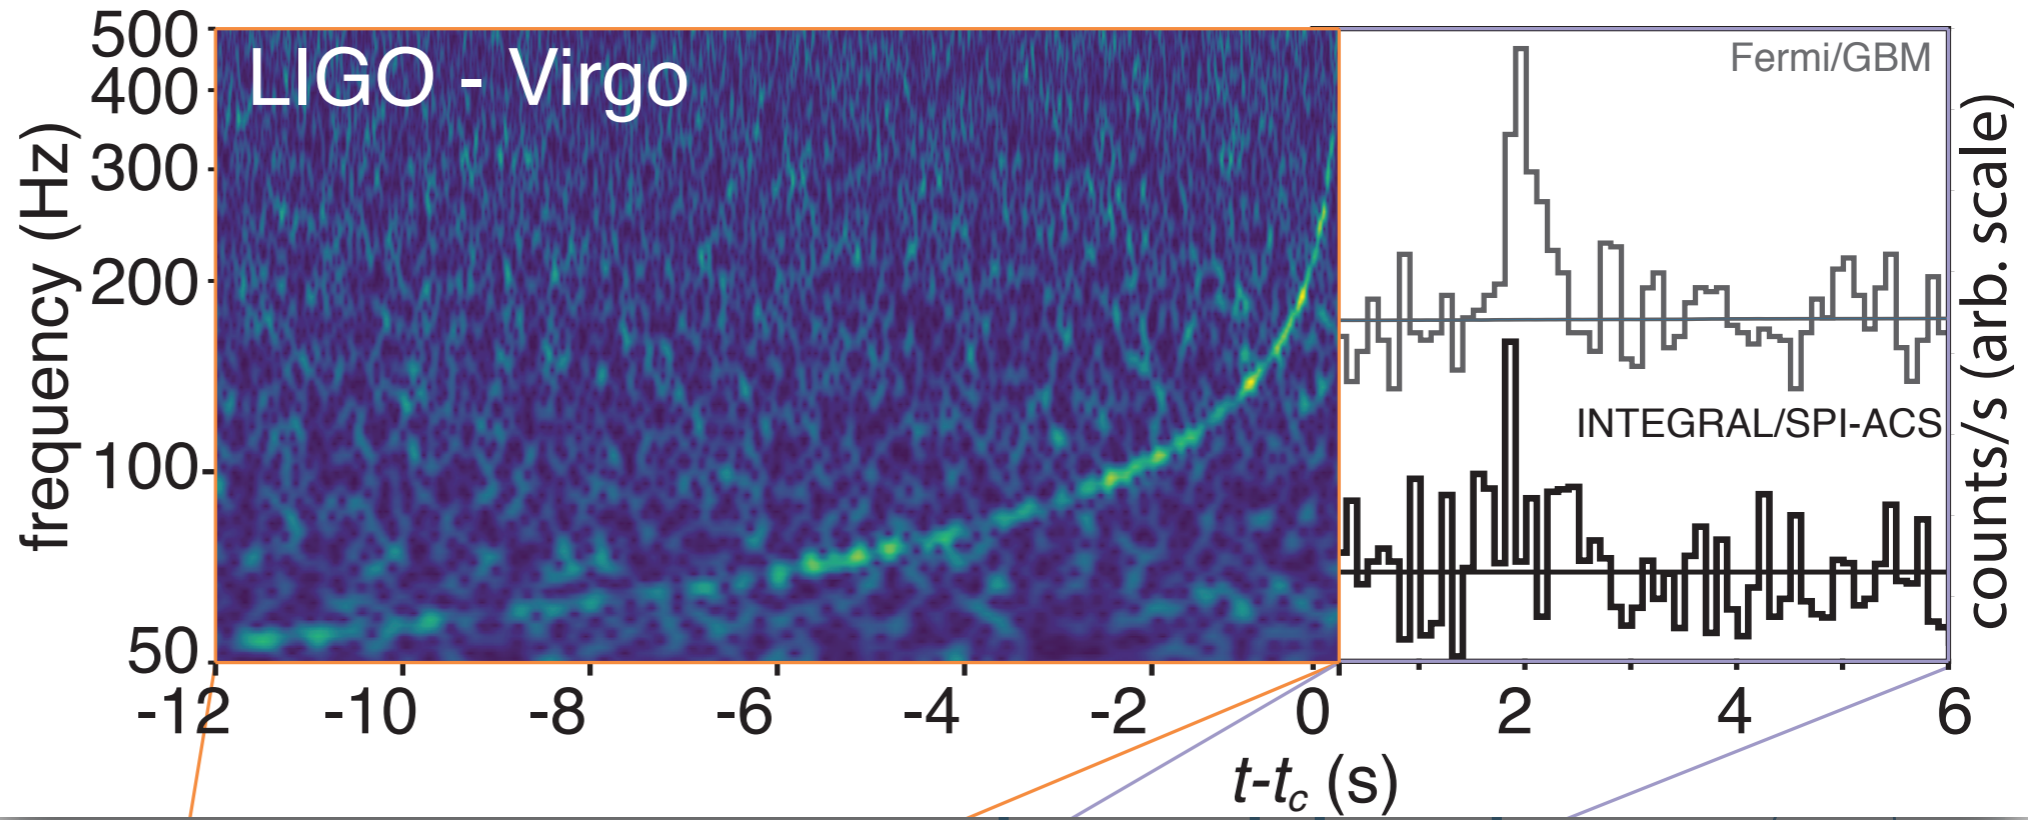 500
400
300
200
100
50
frequency (Hz)
LIGO - Virgo
Fermi/GBM
INTEGRAL/SPI-ACS
counts/s (arb. scale)
-12 -10 -8 -6 -4 -2 0 2 4 6
t-tc (s)